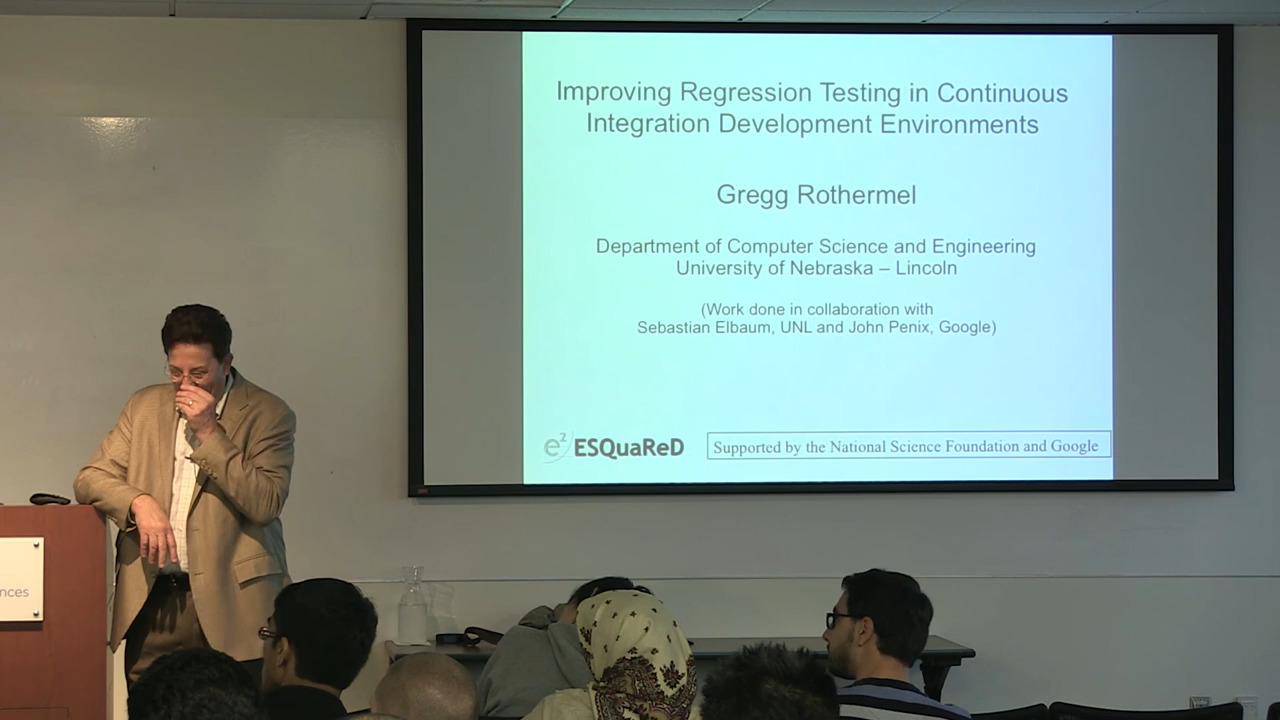 Improving Regression Testing in Continuous
Integration Development Environments
Gregg Rothermel
Department of Computer Science and Engineering
University of Nebraska – Lincoln
(Work done in collaboration with
Sebastian Elbaum, UNL and John Penix, Google)
e² ESQuaReD
Supported by the National Science Foundation and Google
nces